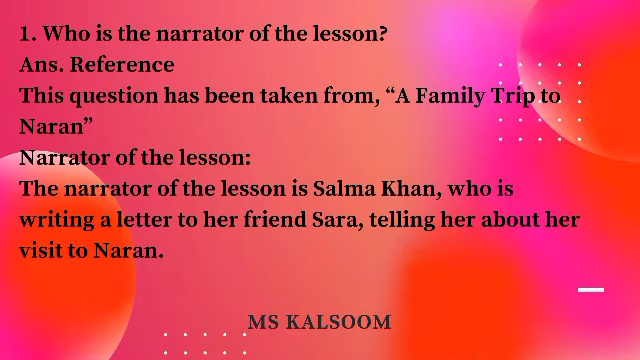 1. Who is the narrator of the lesson?
Ans. Reference
This question has been taken from, “A Family Trip to
Naran”
Narrator of the lesson:
The narrator of the lesson is Salma Khan, who is
writing a letter to her friend Sara, telling her about her
visit to Naran.
MS KALSOOM